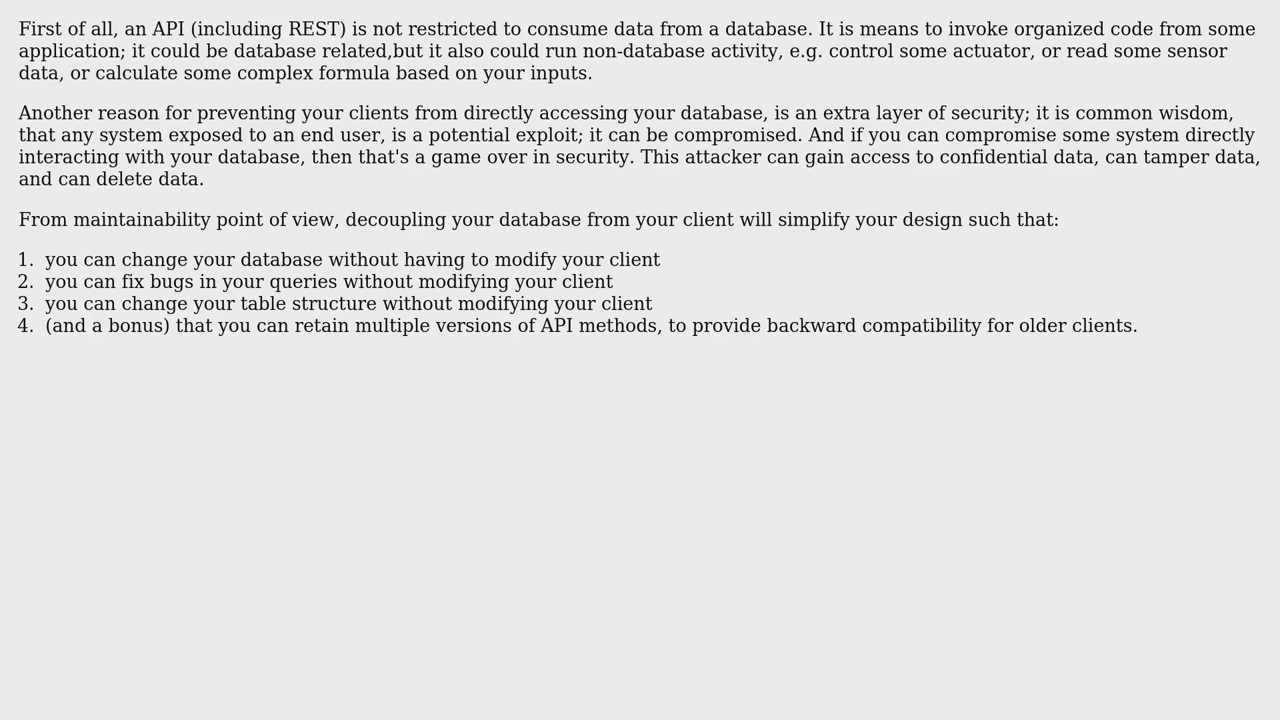 First of all, an API (including REST) is not restricted to consume data from a database. It is means to invoke organized code from some
application; it could be database related,but it also could run non-database activity, e.g. control some actuator, or read some sensor
data, or calculate some complex formula based on your inputs.
Another reason for preventing your clients from directly accessing your database, is an extra layer of security; it is common wisdom,
that any system exposed to an end user, is a potential exploit; it can be compromised. And if you can compromise some system directly
interacting with your database, then that's a game over in security. This attacker can gain access to confidential data, can tamper data,
and can delete data.
From maintainability point of view, decoupling your database from your client will simplify your design such that:
1. you can change your database without having to modify your client
2. you can fix bugs in your queries without modifying your client
3. you can change your table structure without modifying your client
4. (and a bonus) that you can retain multiple versions of API methods, to provide backward compatibility for older clients.